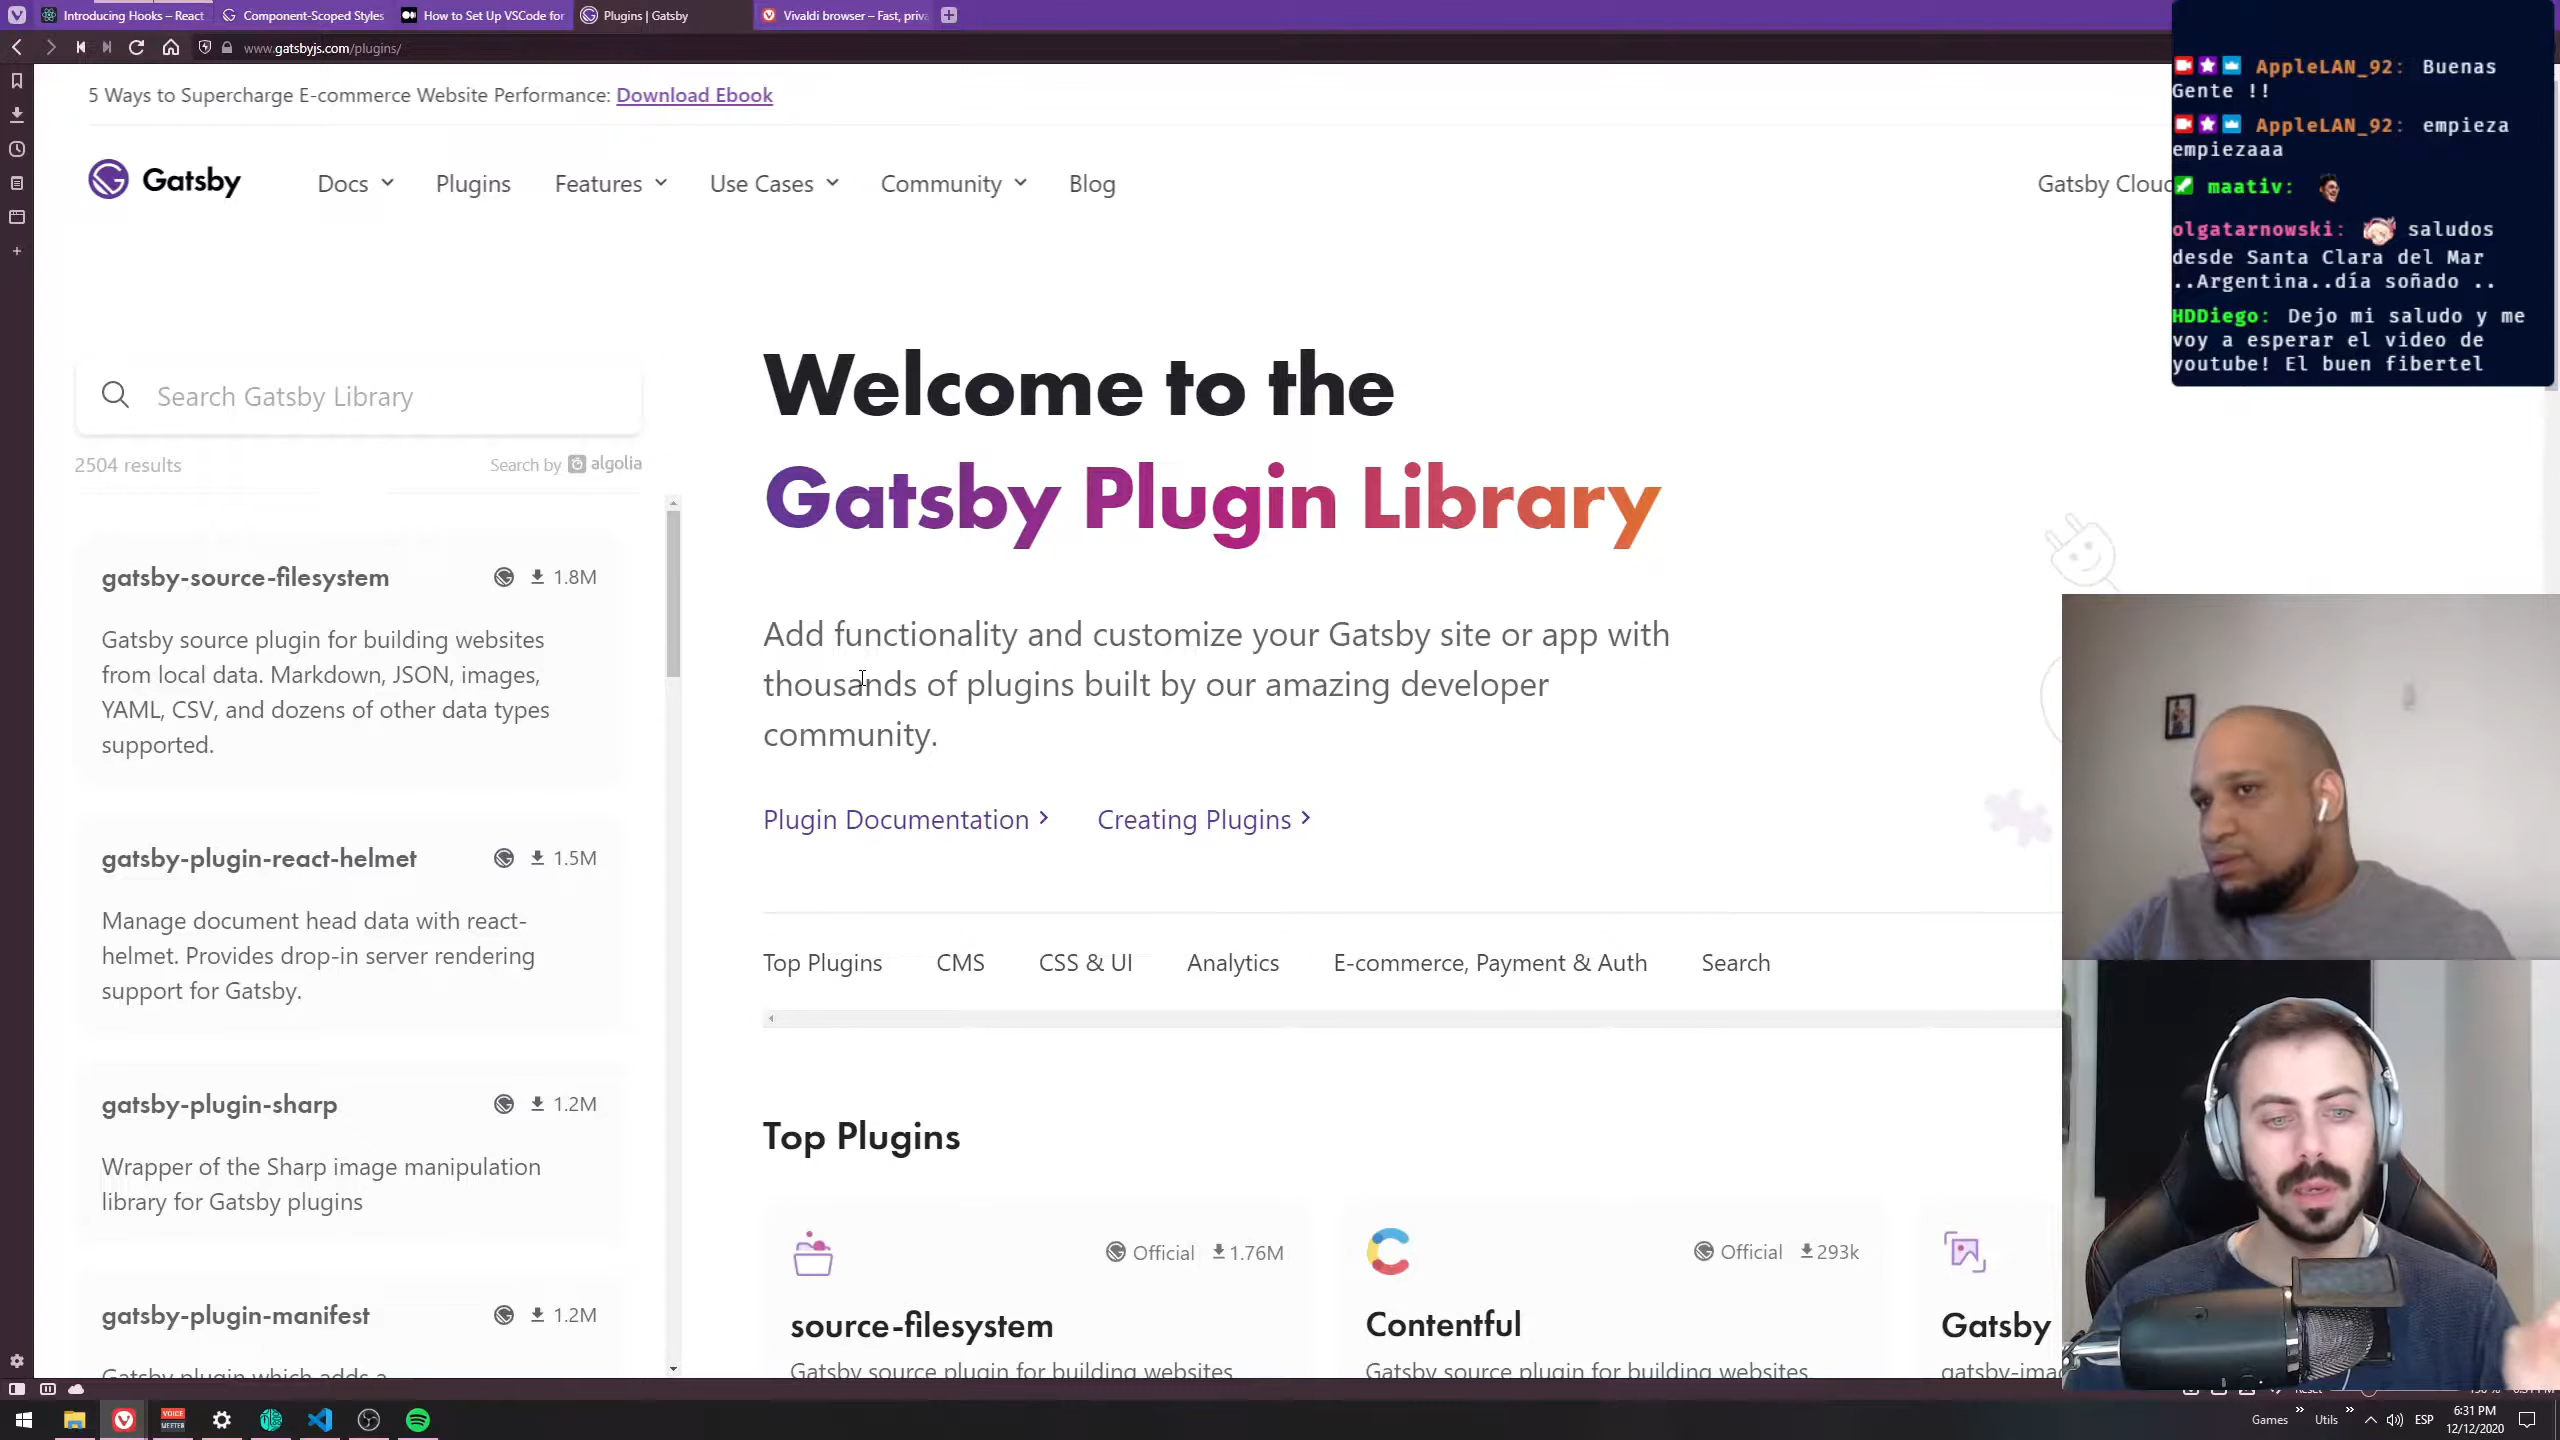 Introducing Hooks – React
Component-Scoped Styles
How to Set Up VSCode for
Plugins | Gatsby
Vivaldi browser – Fast, priv
www.gatsbyjs.com/plugins/
5 Ways to Supercharge E-commerce Website Performance: Download Ebook
Gatsby
Docs
Plugins
Features
Use Cases
Community
Blog
Gatsby Cloud
Search Gatsby Library
2504 results
Search by algolia
gatsby-source-filesystem
1.8M
Gatsby source plugin for building websites
from local data. Markdown, JSON, images,
YAML, CSV, and dozens of other data types
supported.
gatsby-plugin-react-helmet
1.5M
Manage document head data with react-
helmet. Provides drop-in server rendering
support for Gatsby.
gatsby-plugin-sharp
1.2M
Wrapper of the Sharp image manipulation
library for Gatsby plugins
gatsby-plugin-manifest
1.2M
Gatsby plugin which adds a
Welcome to the
Gatsby Plugin Library
Add functionality and customize your Gatsby site or app with
thousands of plugins built by our amazing developer
community.
Plugin Documentation
Creating Plugins
Top Plugins
CMS
CSS & UI
Analytics
E-commerce, Payment & Auth
Search
Top Plugins
Official
1.76M
source-filesystem
Gatsby source plugin for building websites
Official
293k
Contentful
Gatsby source plugin for building websites
Gatsby
gatsby-ima
AppleLAN_92: Buenas
Gente !!
AppleLAN_92: empieza
empiezaaa
maativ:
olgatarnowski: saludos
desde Santa Clara del Mar
..Argentina..día soñado ..
HDDiego: Dejo mi saludo y me
voy a esperar el video de
youtube! El buen fibertel
VOICE
MEETER
Games
Utils
ESP
6:31 PM
12/12/2020